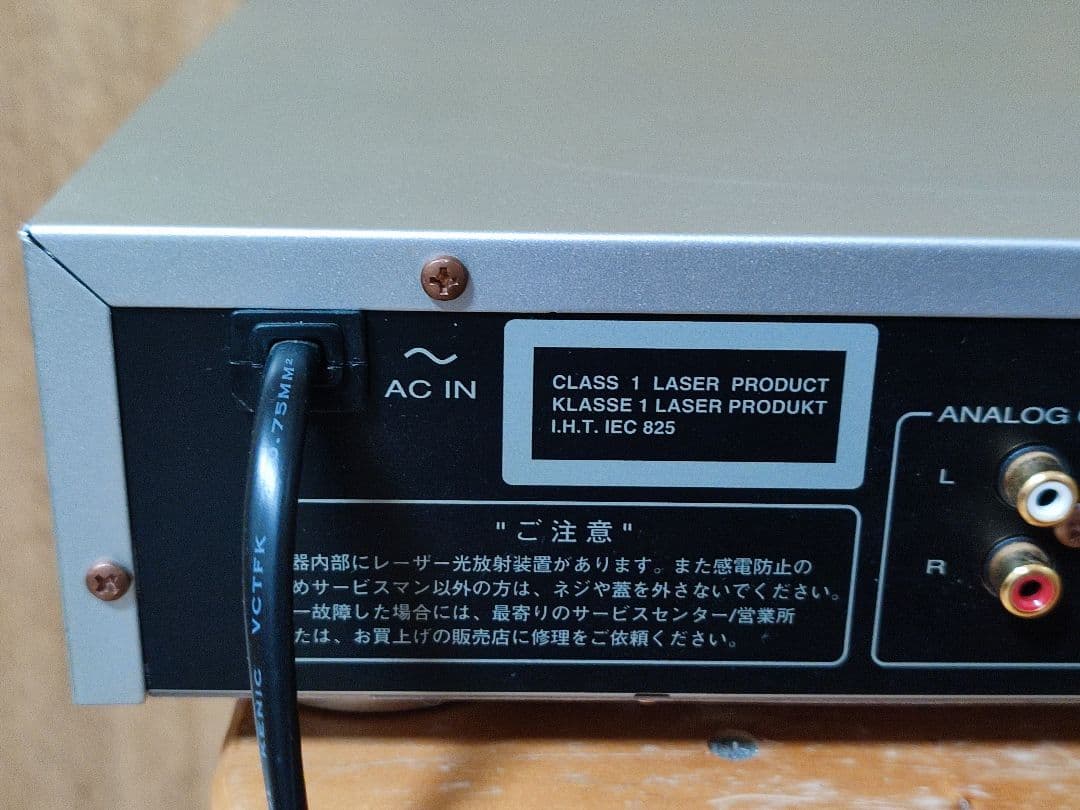 AC IN
CLASS 1 LASER PRODUCT
KLASSE 1 LASER PRODUKT
I.H.T. IEC 825
ANALOG
L
R
"ご注意"
器内部にレーザー光放射装置があります。また感電防止の
めサービスマン以外の方は、ネジや蓋を外さないでください。
一故障した場合には、最寄りのサービスセンター/営業所
たは、お買上げの販売店に修理をご依頼ください。
KENIC VCTFK 0.75MM²